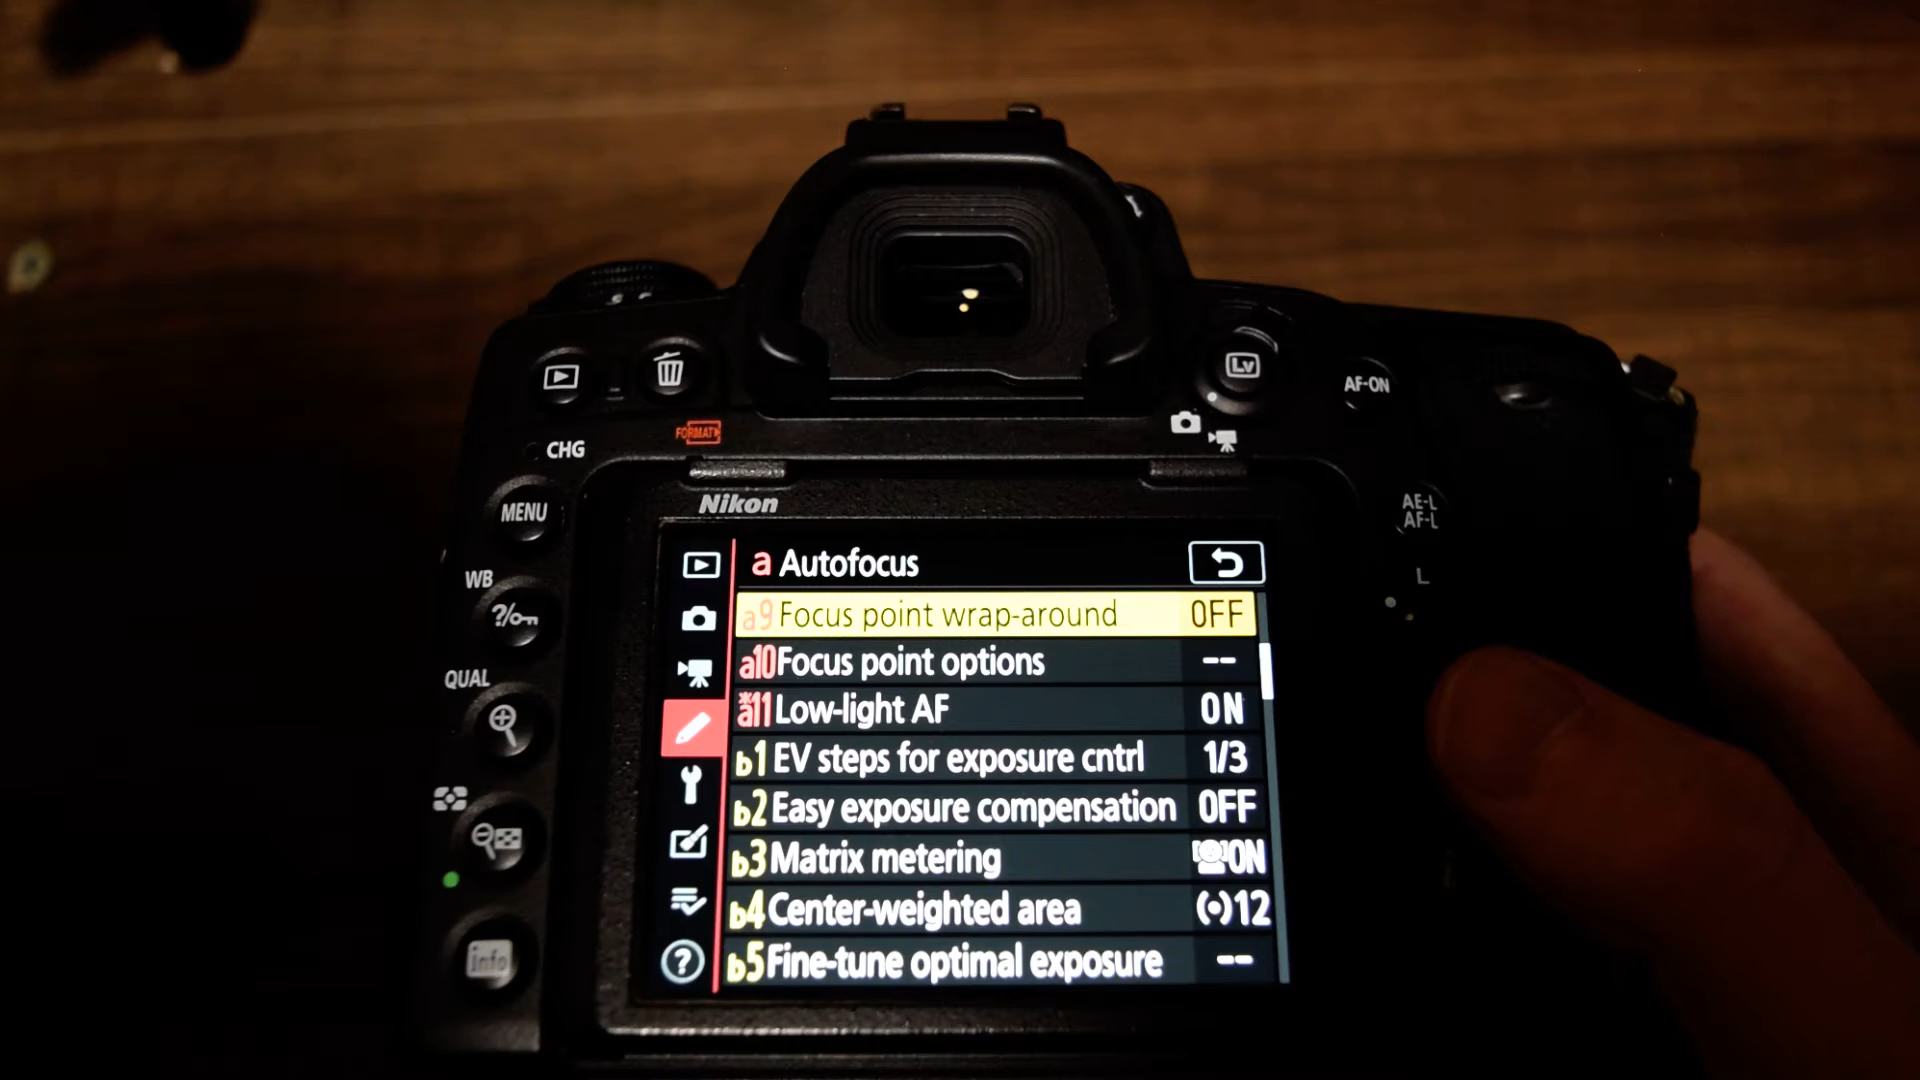 Lv
AF-ON
FORMAT
CHG
AE-L
AF-L
Nikon
MENU
a Autofocus
WB
?
a9 Focus point wrap-around OFF
L
a10 Focus point options --
QUAL
*a11 Low-light AF ON
b1 EV steps for exposure cntrl 1/3
b2 Easy exposure compensation OFF
b3 Matrix metering ON
b4 Center-weighted area (•)12
b5 Fine-tune optimal exposure --
info
?